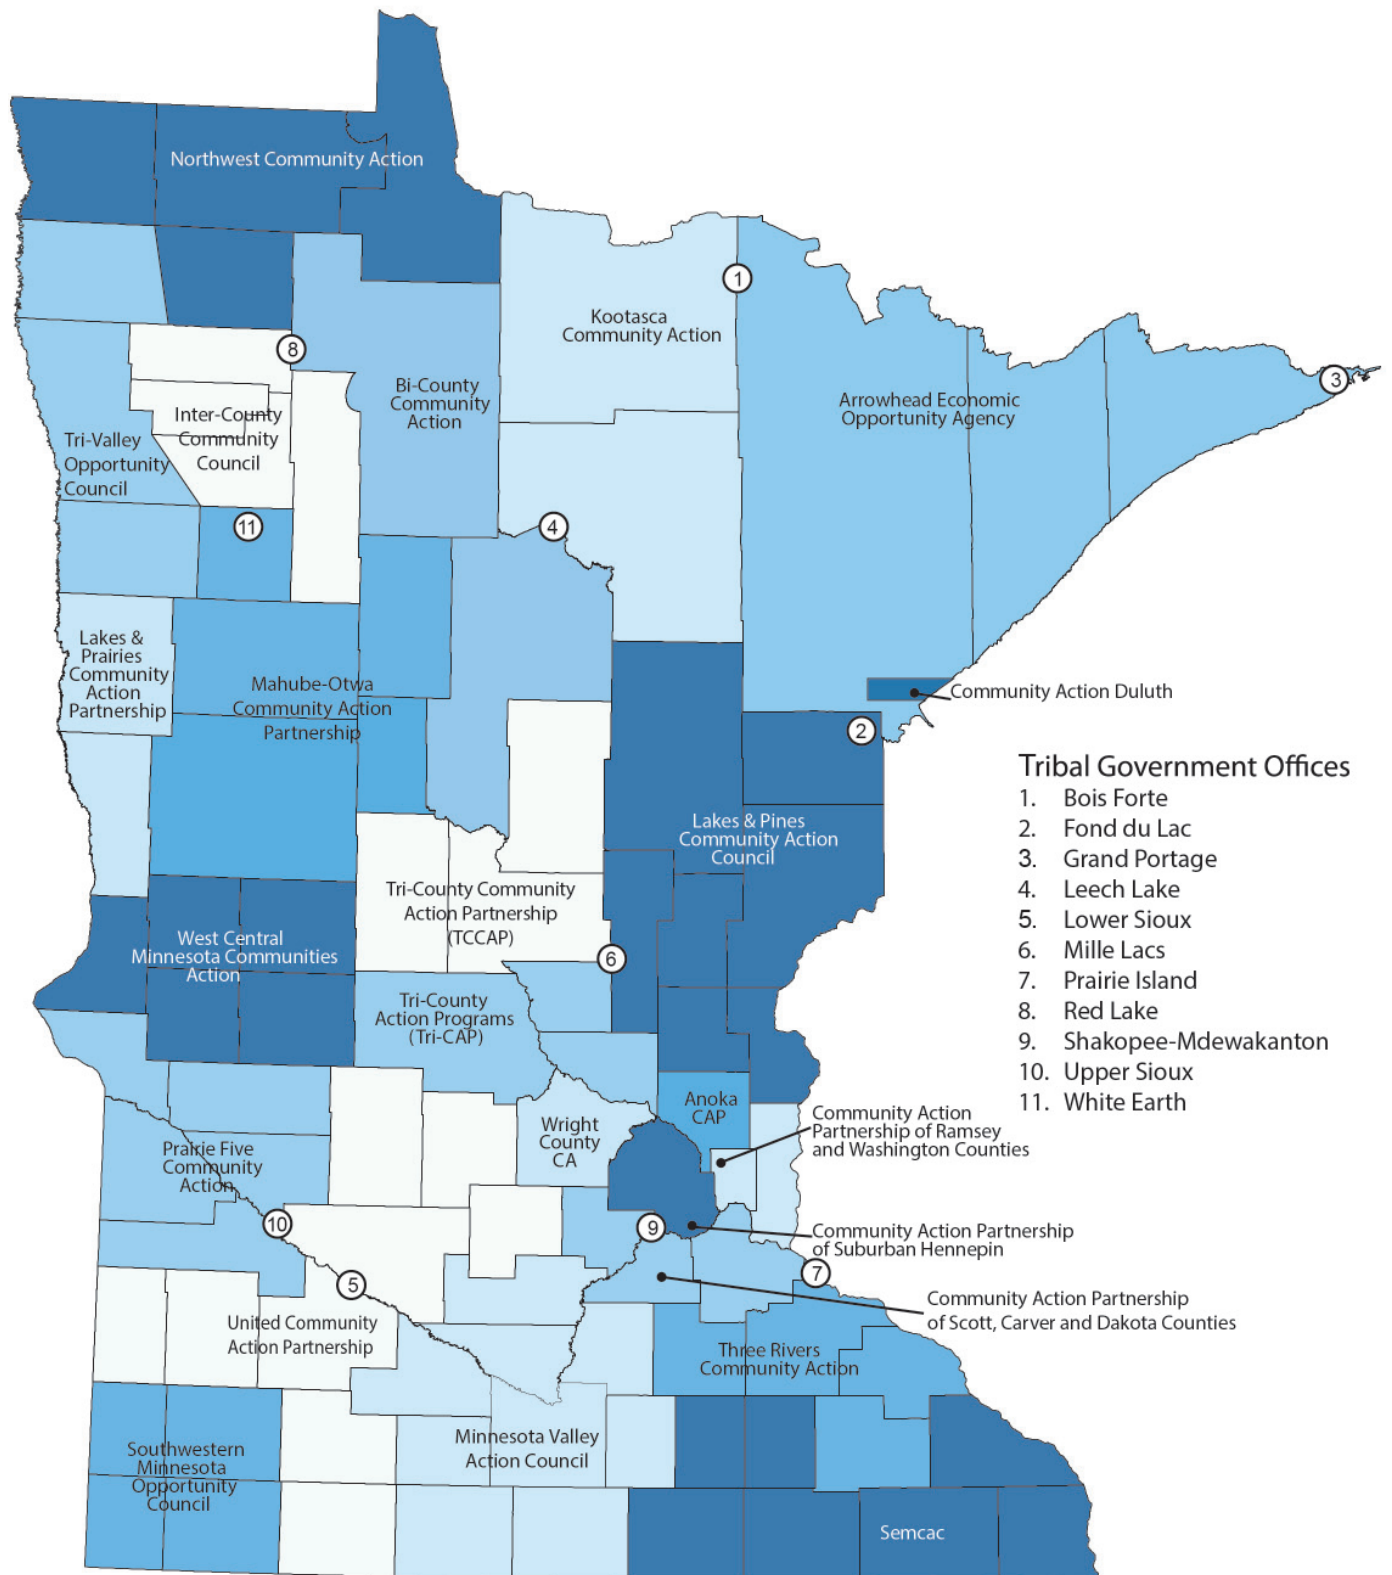 Northwest Community Action
1
Kootasca
Community Action
8
3
Bi-County
Community
Action
Arrowhead Economic
Opportunity Agency
Inter-County
Community
Council
Tri-Valley
Opportunity
Council
11
4
Lakes &
Prairies
Community
Action
Partnership
Mahube-Otwa
Community Action
Partnership
Community Action Duluth
2
Lakes & Pines
Community Action
Council
Tribal Government Offices
1. Bois Forte
2. Fond du Lac
3. Grand Portage
4. Leech Lake
5. Lower Sioux
6. Mille Lacs
7. Prairie Island
8. Red Lake
9. Shakopee-Mdewakanton
10. Upper Sioux
11. White Earth
Tri-County Community
Action Partnership
(TCCAP)
West Central
Minnesota Communities
Action
6
Tri-County
Action Programs
(Tri-CAP)
Anoka
CAP
Wright
County
CA
Community Action
Partnership of Ramsey
and Washington Counties
Prairie Five
Community
Action
10
9
Community Action Partnership
of Suburban Hennepin
7
5
Community Action Partnership
of Scott, Carver and Dakota Counties
United Community
Action Partnership
Three Rivers
Community Action
Southwestern
Minnesota
Opportunity
Council
Minnesota Valley
Action Council
Semcac